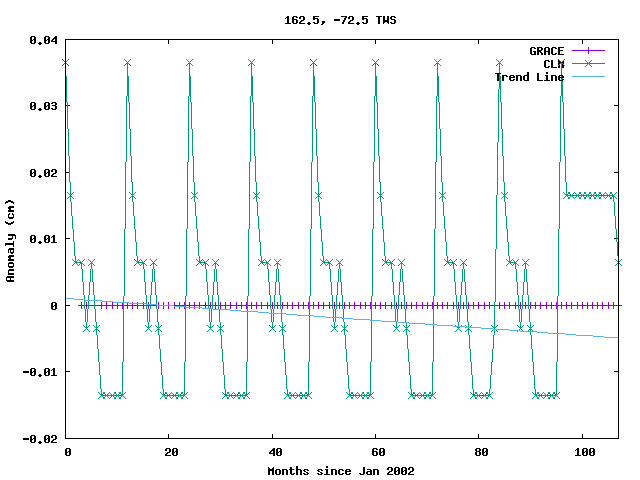 162.5, -72.5 TWS
GRACE
CLM
Trend Line
0.04
0.03
0.02
0.01
0
-0.01
-0.02
Anomaly (cm)
0 20 40 60 80 100
Months since Jan 2002